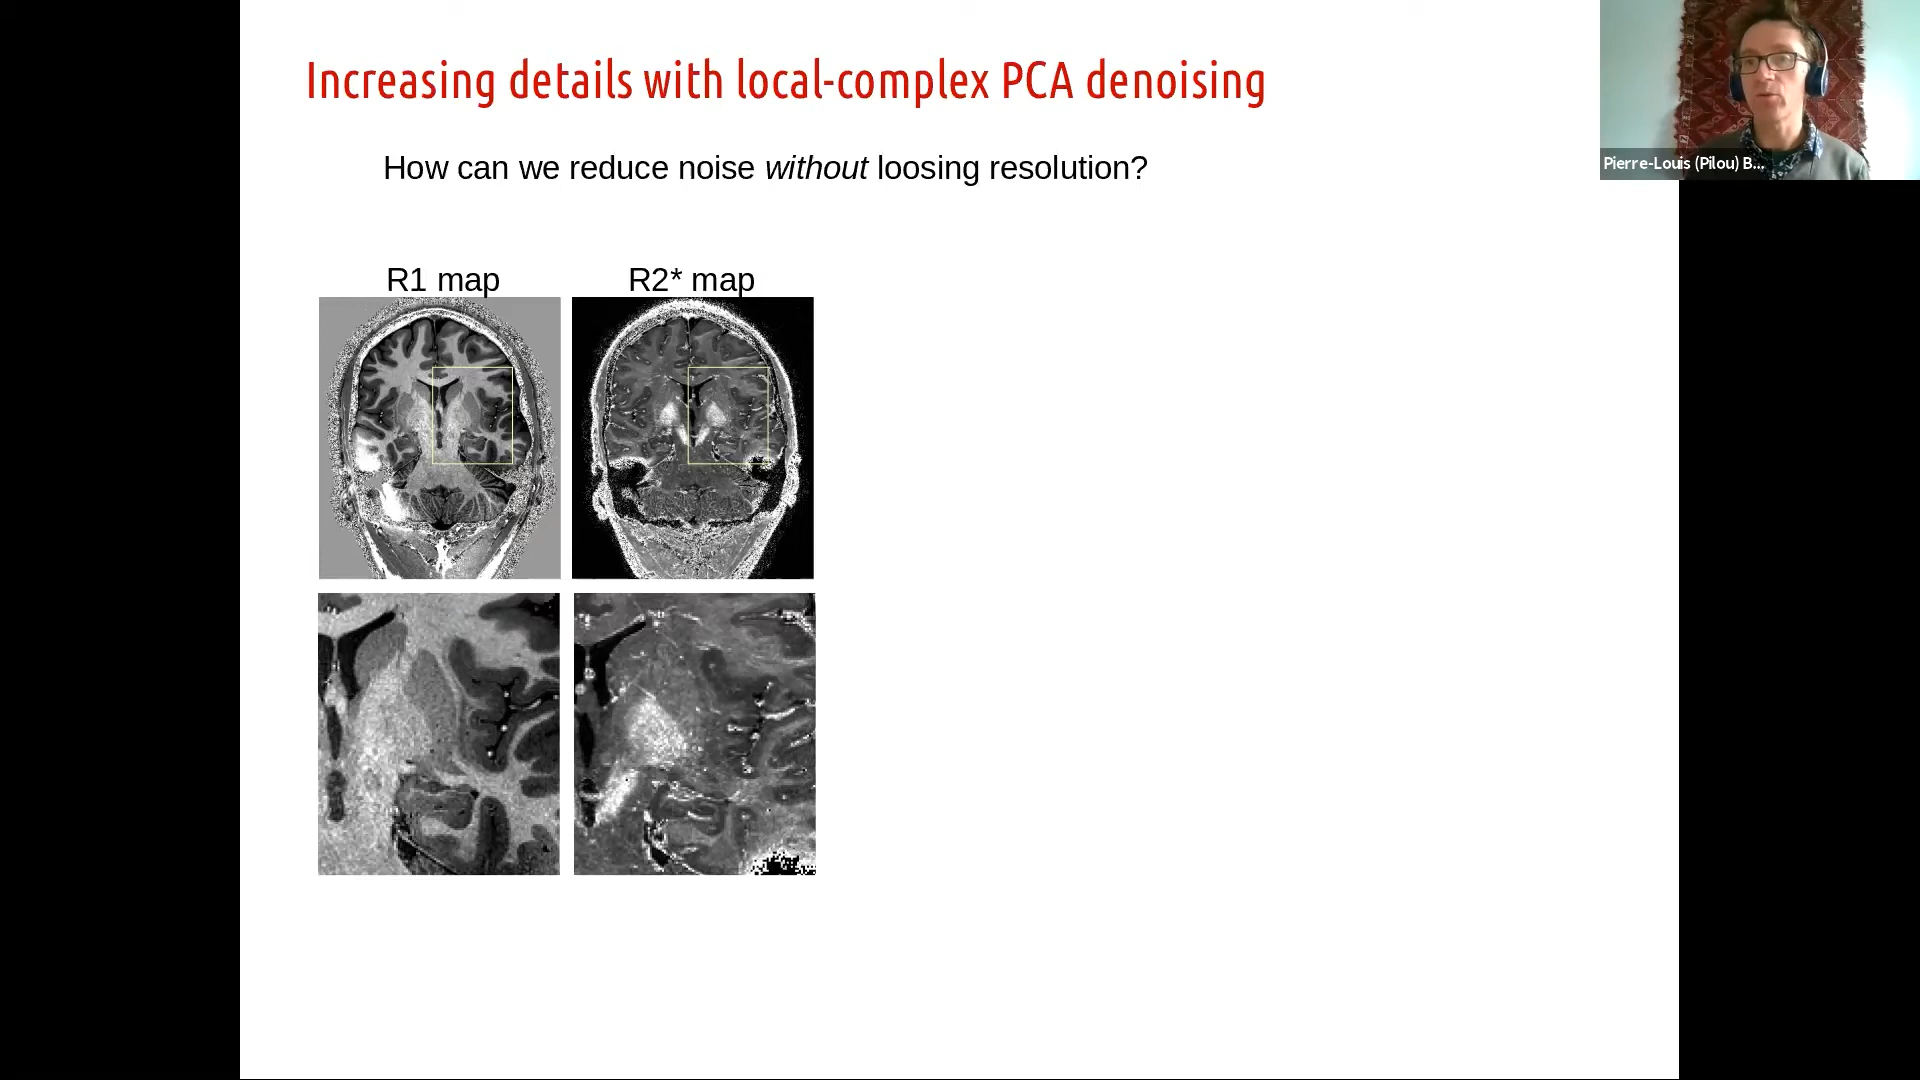 Increasing details with local-complex PCA denoising
How can we reduce noise without loosing resolution?
R1 map
R2* map
Pierre-Louis (Pilou) B...